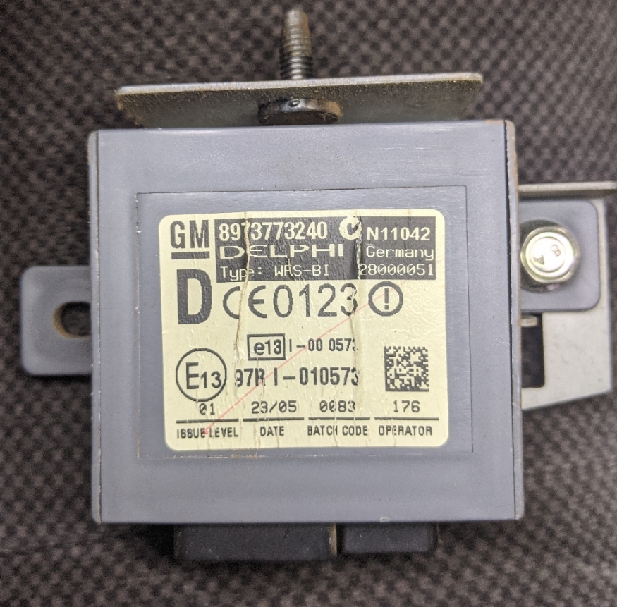 GM 8973773240 N11042
DELPHI Germany
Type: WRS-BI 28000051
D CE0123 !
e13 I-00 0573
E13 97R I-010573
01 23/05 0083 176
ISSUE LEVEL DATE BATCH CODE OPERATOR